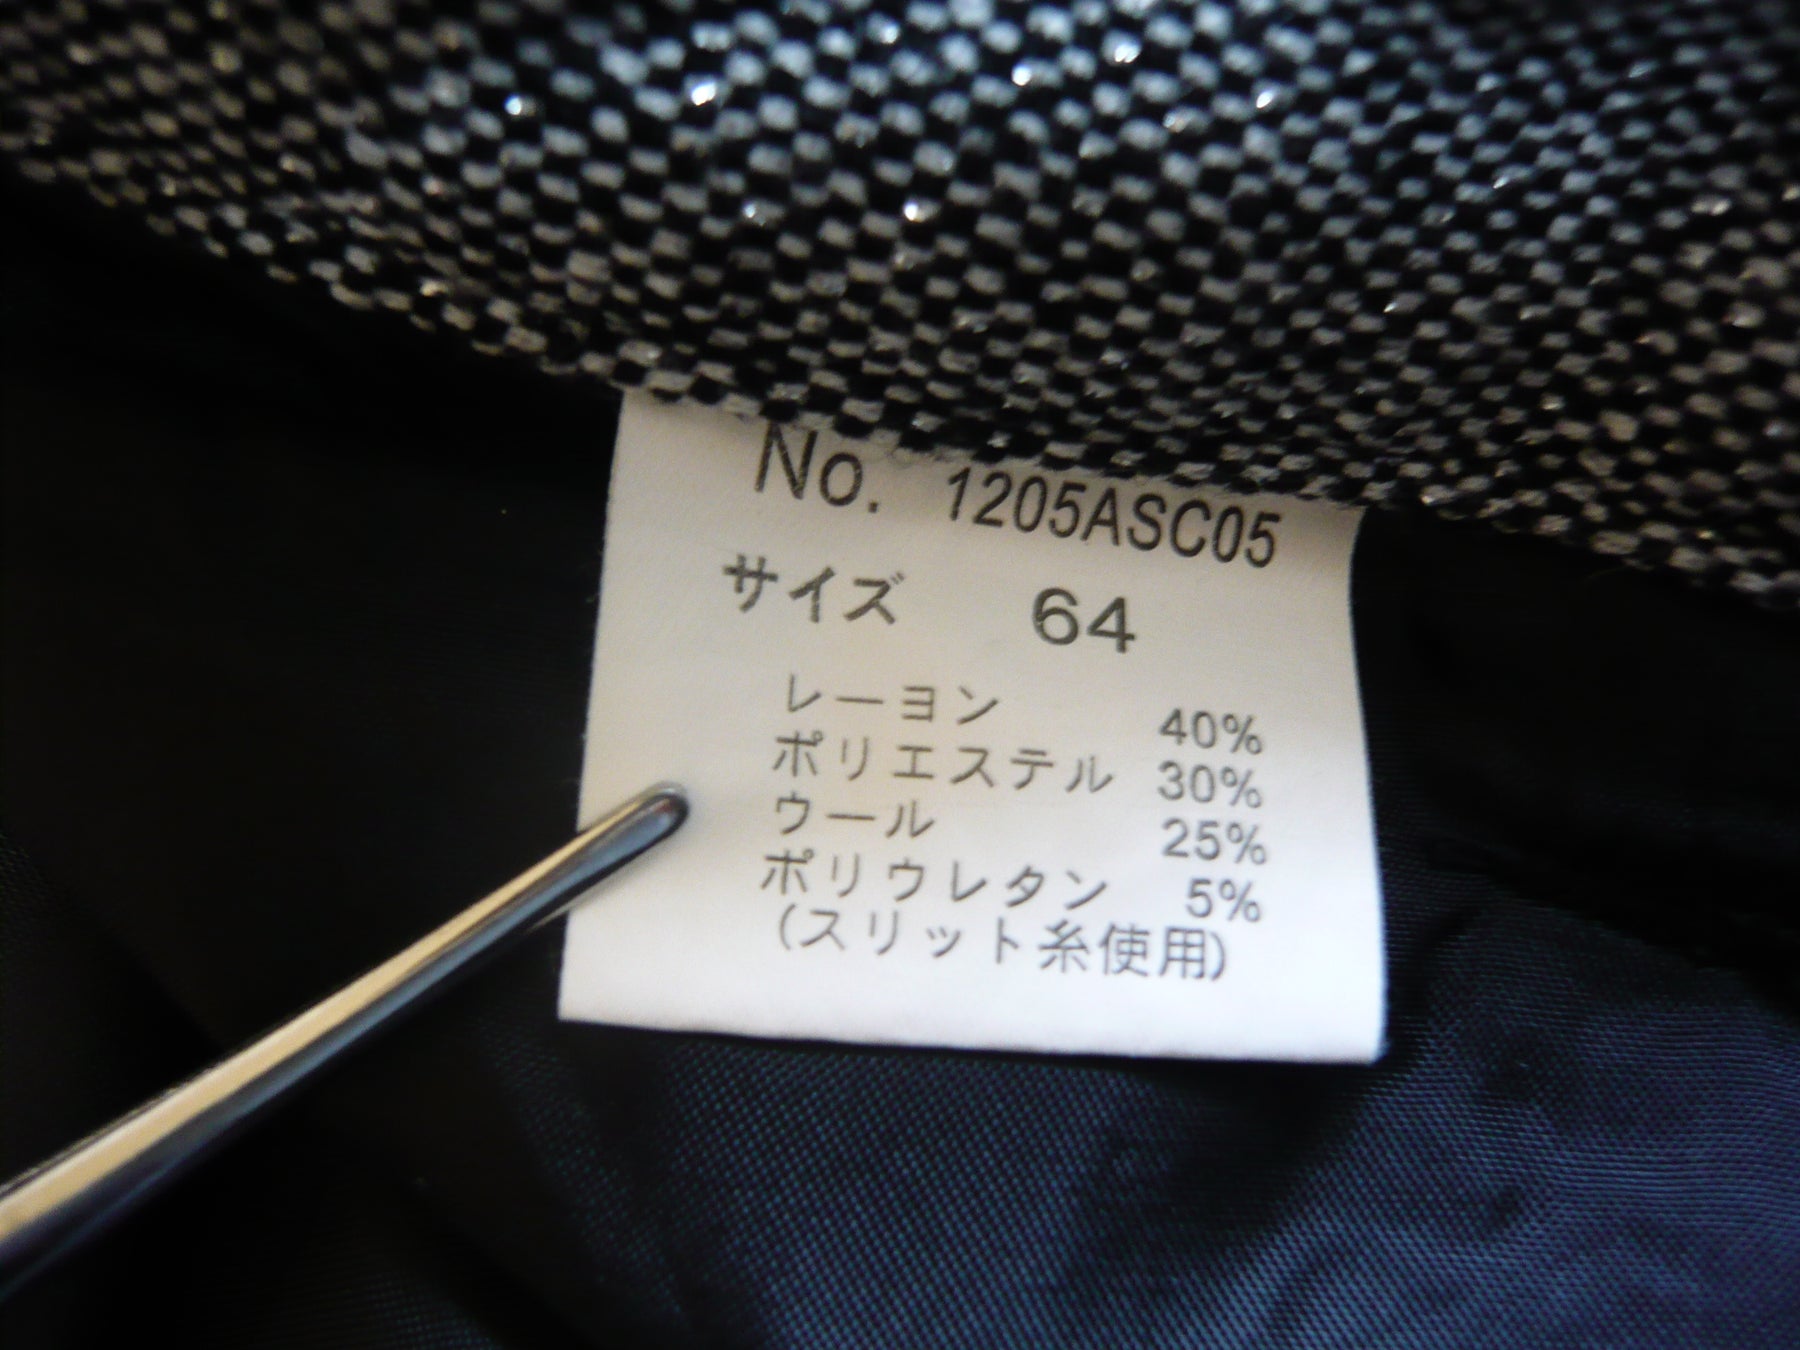 No. 1205ASC05
サイズ 64
レーヨン 40%
ポリエステル 30%
ウール 25%
ポリウレタン 5%
(スリット糸使用)